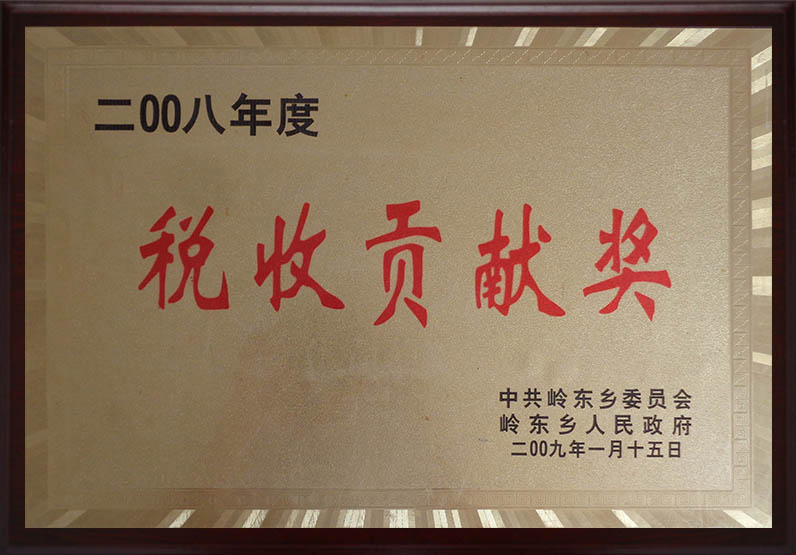 二00八年度
税收贡献奖
中共岭东乡委员会
岭东乡人民政府
二00九年一月十五日